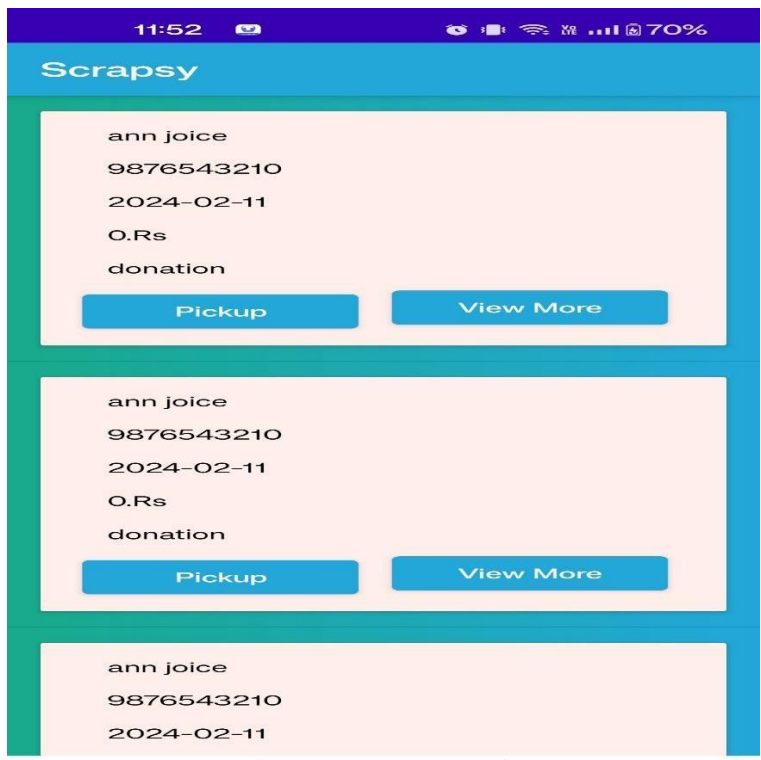 11:52 70%
Scrapsy
ann joice
9876543210
2024-02-11
0.Rs
donation
Pickup View More
ann joice
9876543210
2024-02-11
0.Rs
donation
Pickup View More
ann joice
9876543210
2024-02-11